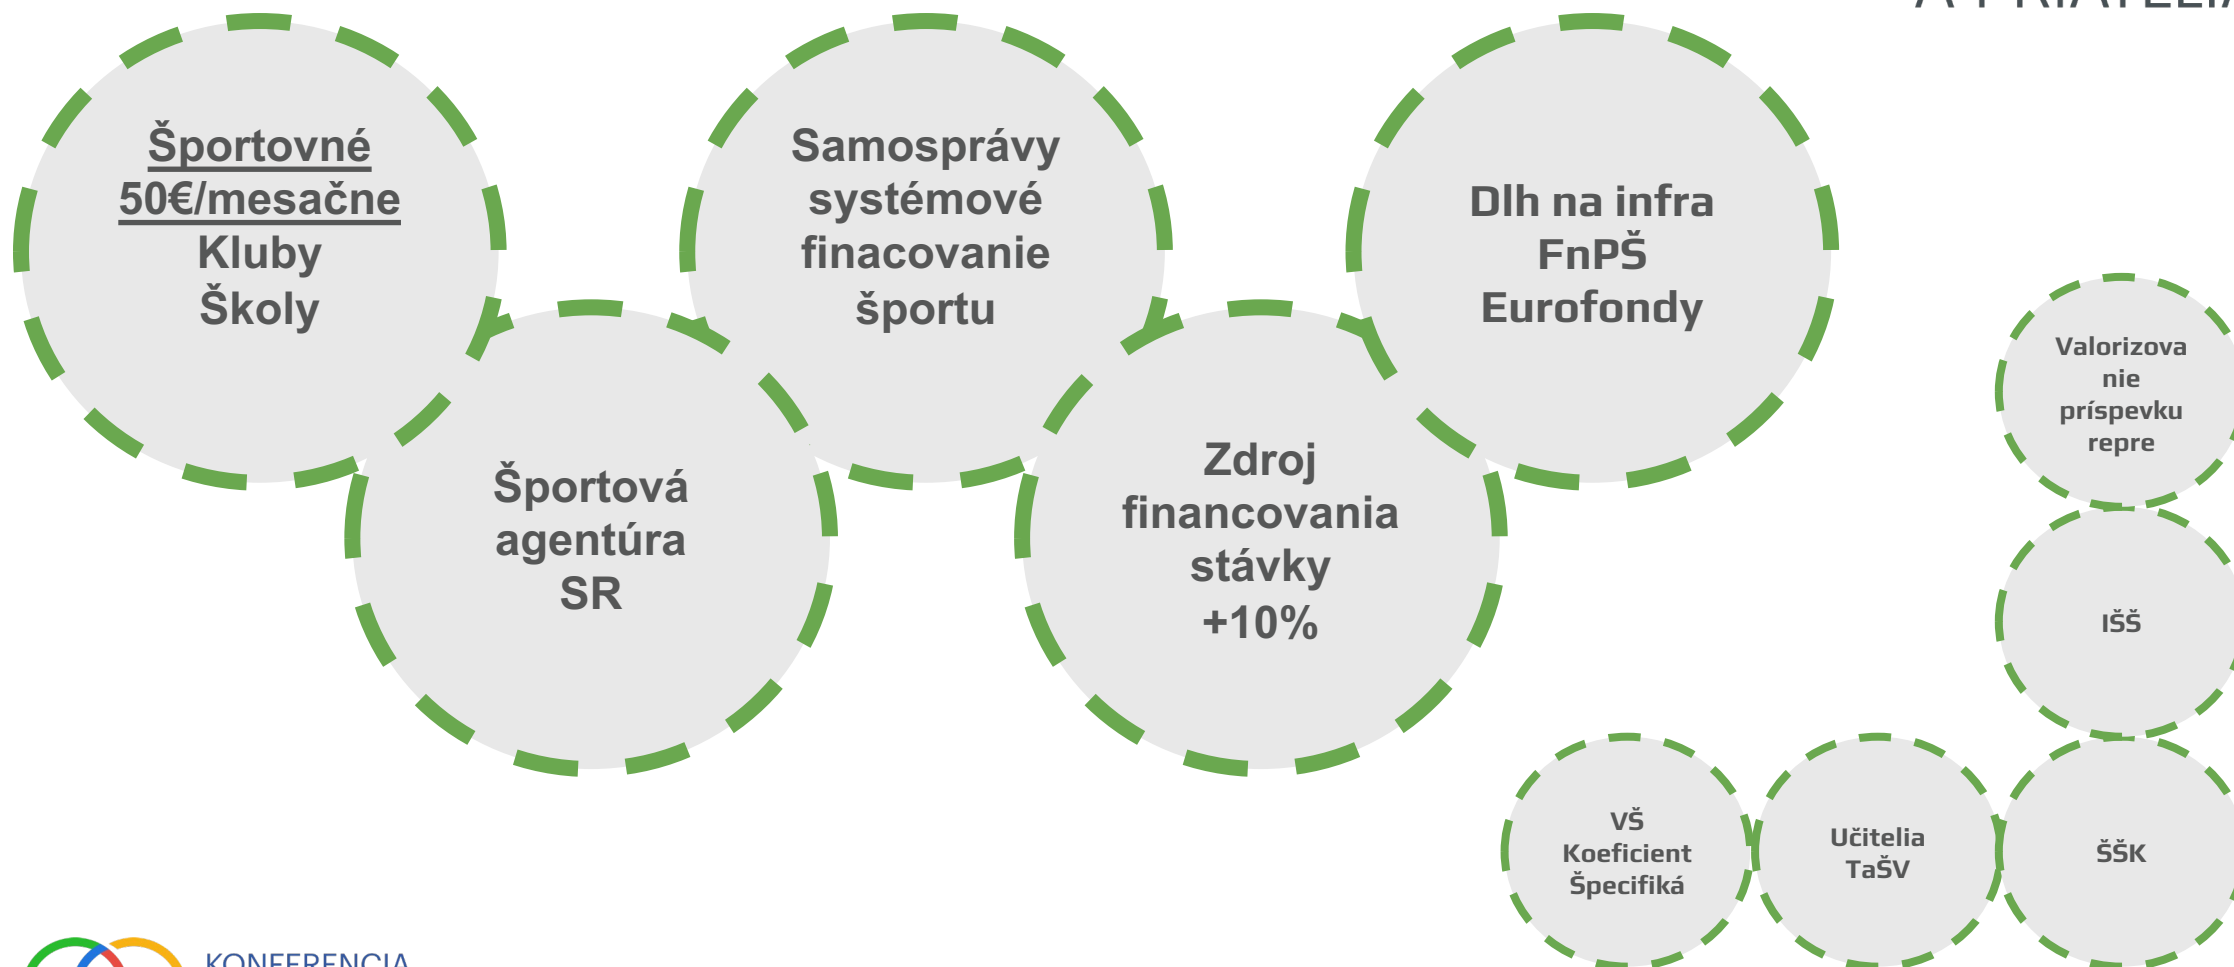 A PRIATELIA
Športovné
50€/mesačne
Kluby
Školy
Samosprávy
systémové
finacovanie
športu
Dlh na infra
FnPŠ
Eurofondy
Športová
agentúra
SR
Zdroj
financovania
stávky
+10%
Valorizova
nie
príspevku
repre
IŠŠ
VŠ
Koeficient
Špecifiká
Učitelia
TaŠV
ŠŠK
KONFERENCIA